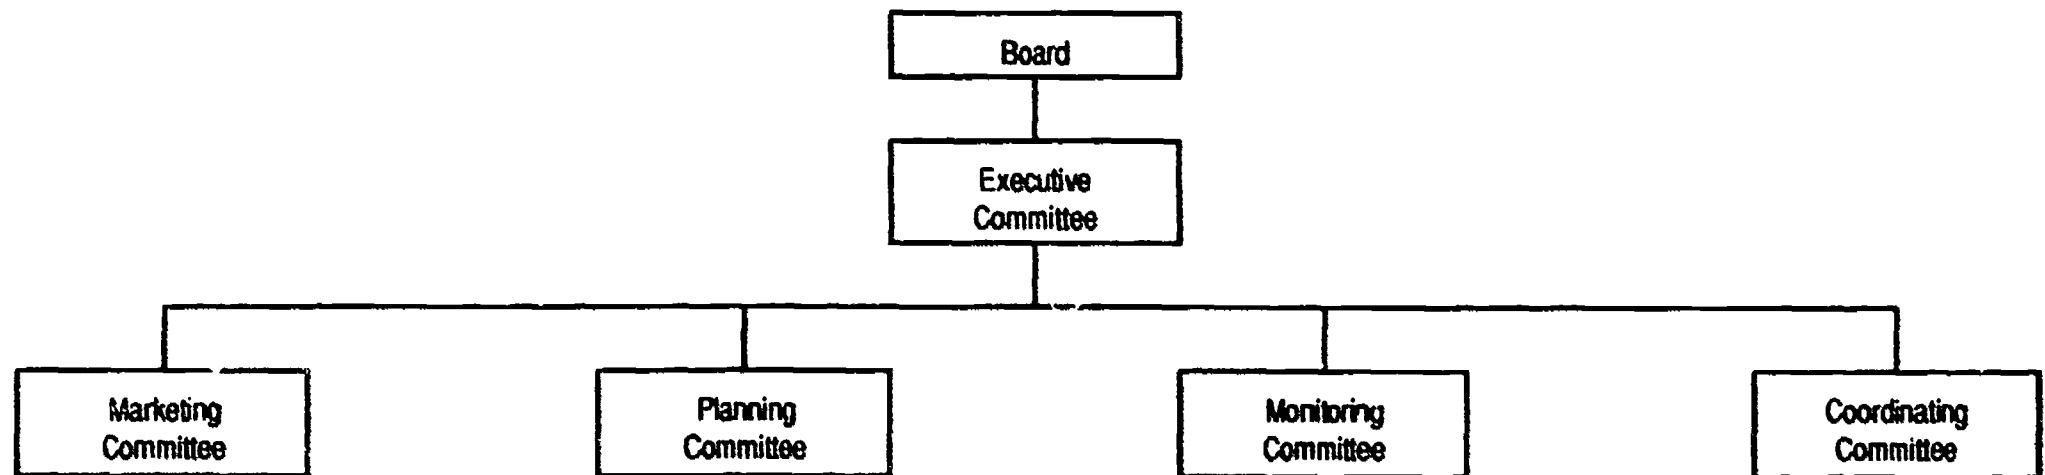 Board
Executive
Committee
Marketing
Committee
Planning
Committee
Monitoring
Committee
Coordinating
Committee